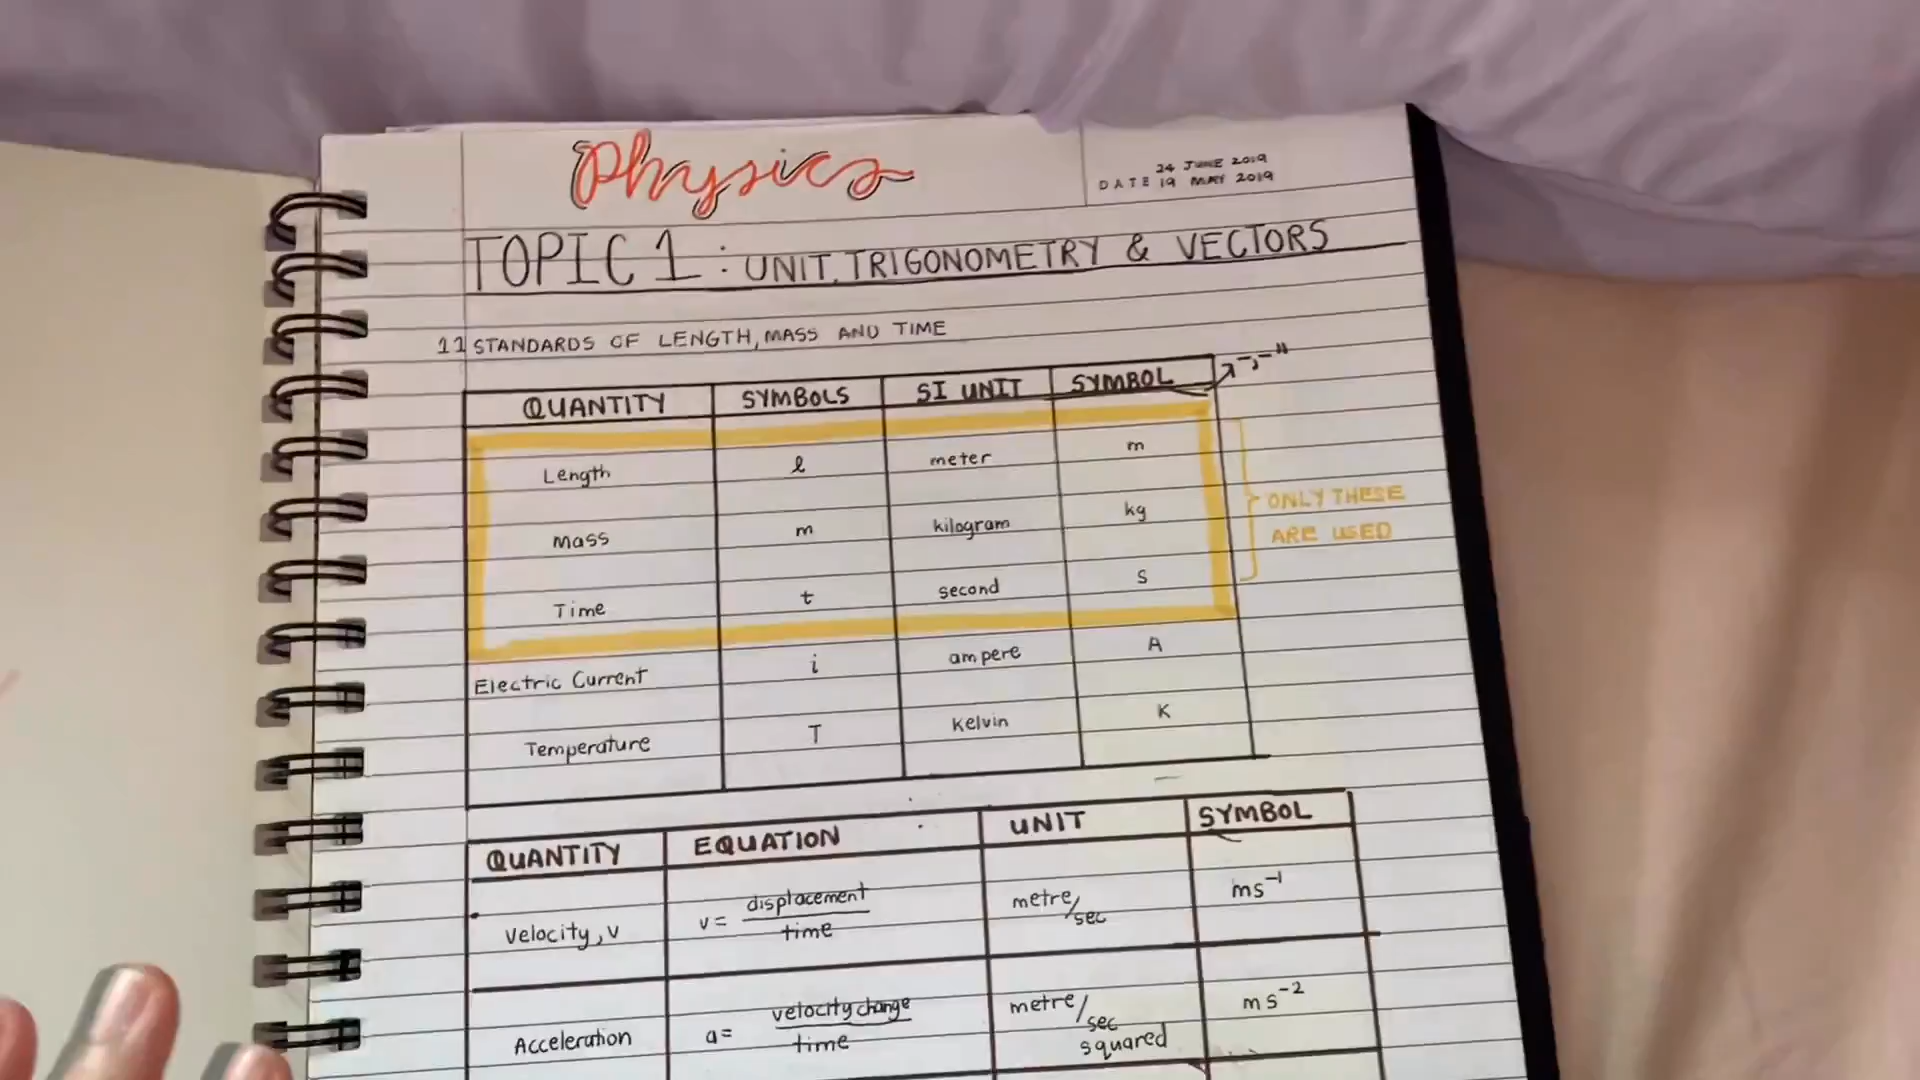 Physics
24 JUNE 2019
DATE 19 MAY 2019
TOPIC 1 : UNIT, TRIGONOMETRY & VECTORS
11 STANDARDS OF LENGTH, MASS AND TIME
QUANTITY SYMBOLS SI UNIT SYMBOL
Length l meter m
Mass m kilogram kg
Time t second s
ONLY THESE
ARE USED
Electric Current i ampere A
Temperature T Kelvin K
QUANTITY EQUATION UNIT SYMBOL
Velocity, v v = displacement / time metre/sec ms⁻¹
Acceleration a = velocity change / time metre/sec squared ms⁻²